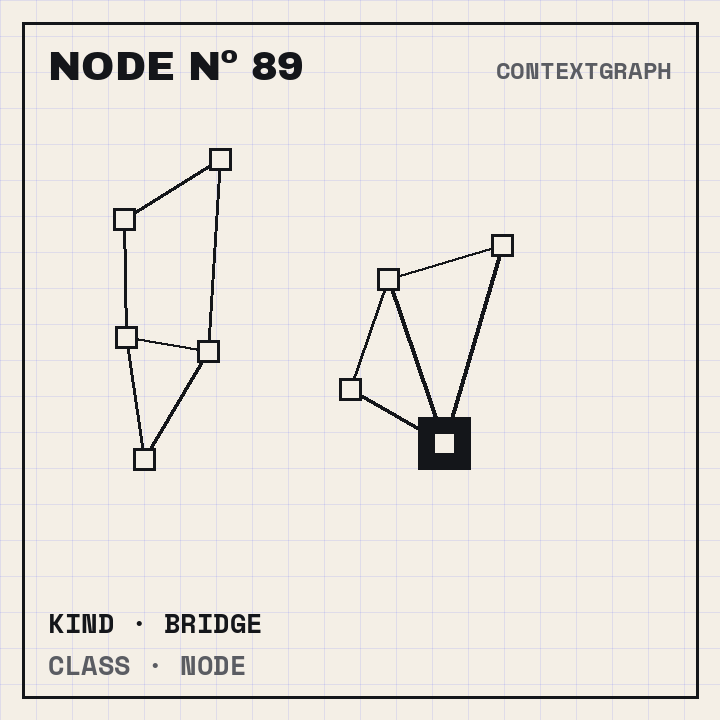 NODE Nº 89
CONTEXTGRAPH
KIND · BRIDGE
CLASS · NODE